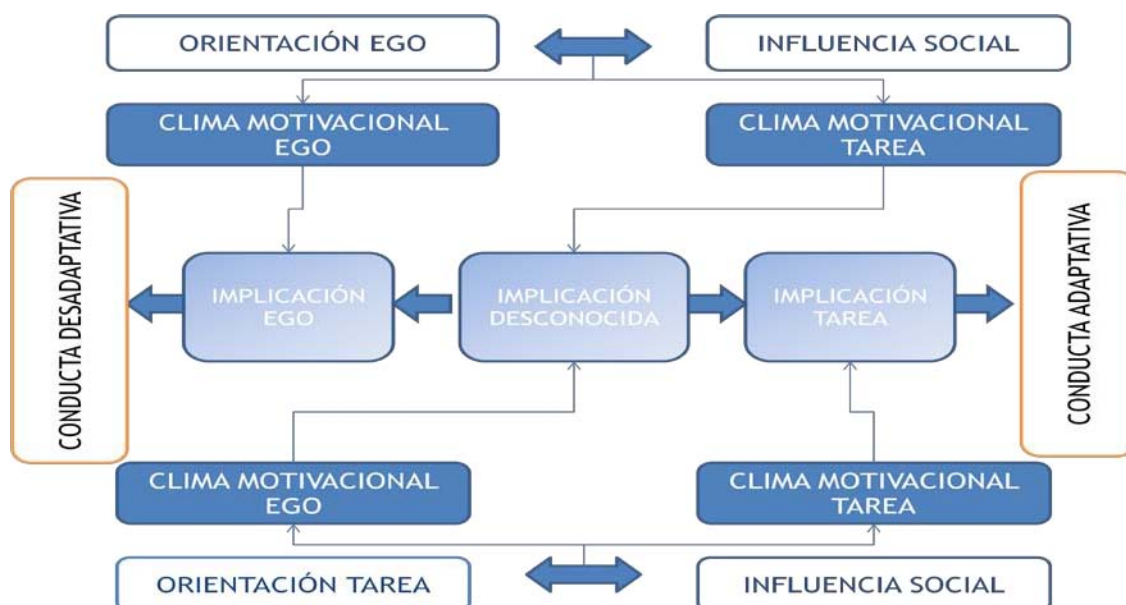 ORIENTACIÓN EGO
INFLUENCIA SOCIAL
CLIMA MOTIVACIONAL
EGO
CLIMA MOTIVACIONAL
TAREA
CONDUCTA DESADAPTATIVA
IMPLICACIÓN
EGO
IMPLICACIÓN
DESCONOCIDA
IMPLICACIÓN
TAREA
CONDUCTA ADAPTATIVA
CLIMA MOTIVACIONAL
EGO
CLIMA MOTIVACIONAL
TAREA
ORIENTACIÓN TAREA
INFLUENCIA SOCIAL